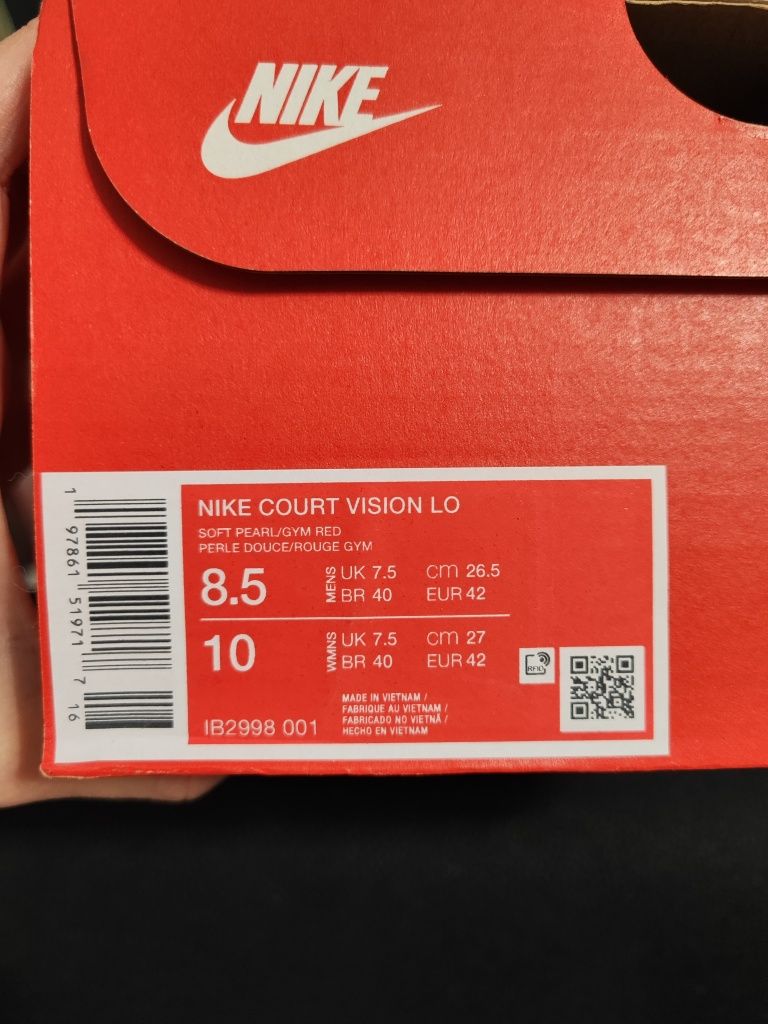 NIKE
1 97861 51971 7 16
NIKE COURT VISION LO
SOFT PEARL/GYM RED
PERLE DOUCE/ROUGE GYM
8.5 MENS UK 7.5 cm 26.5
BR 40 EUR 42
10 WMNS UK 7.5 cm 27
BR 40 EUR 42
RFID
IB2998 001
MADE IN VIETNAM /
FABRIQUE AU VIETNAM /
FABRICADO NO VIETNÃ /
HECHO EN VIETNAM